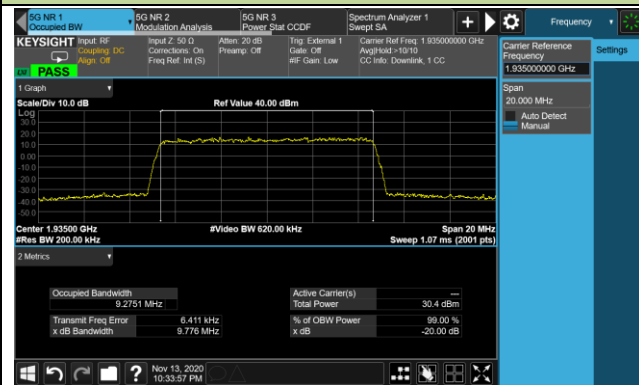 5G NR 1
Occupied BW
5G NR 2
Modulation Analysis
5G NR 3
Power Stat CCDF
Spectrum Analyzer 1
Swept SA
Frequency
KEYSIGHT
Input: RF
Coupling: DC
Align: Off
Input Z: 50 Ω
Corrections: On
Freq Ref: Int (S)
Atten: 20 dB
Preamp: Off
Trig: External 1
Gate: Off
#IF Gain: Low
Carrier Ref Freq: 1.935000000 GHz
Avg|Hold:>10/10
CC Info: Downlink, 1 CC
LXI
PASS
Carrier Reference
Frequency
1.935000000 GHz
Span
20.000 MHz
Auto Detect
Manual
Settings
1 Graph
Scale/Div 10.0 dB
Ref Value 40.00 dBm
Log
30.0
20.0
10.0
0.00
-10.0
-20.0
-30.0
-40.0
-50.0
Center 1.93500 GHz
#Video BW 620.00 kHz
Span 20 MHz
#Res BW 200.00 kHz
Sweep 1.07 ms (2001 pts)
2 Metrics
Occupied Bandwidth
9.2751 MHz
Transmit Freq Error 6.411 kHz
x dB Bandwidth 9.776 MHz
Active Carrier(s) ---
Total Power 30.4 dBm
% of OBW Power 99.00 %
x dB -20.00 dB
?
Nov 13, 2020
10:33:57 PM